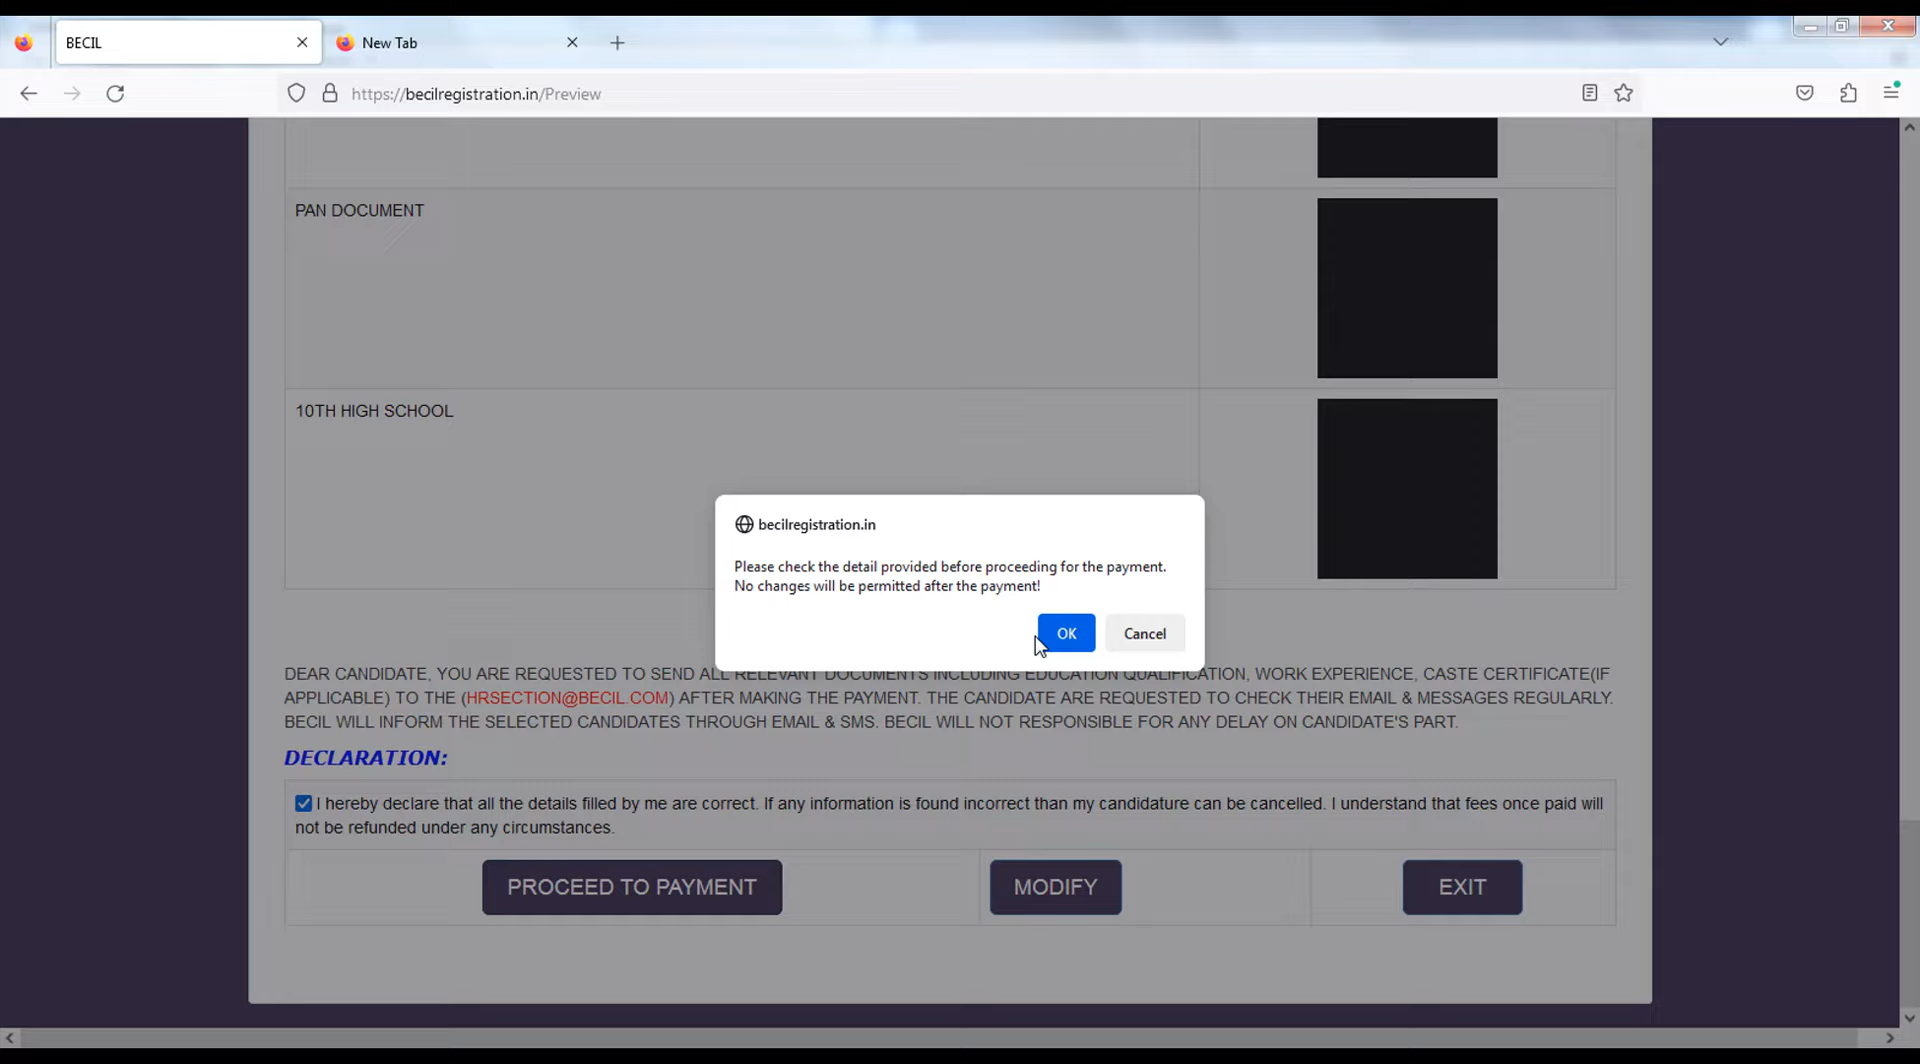 BECIL
New Tab
https://becilregistration.in/Preview
PAN DOCUMENT
10TH HIGH SCHOOL
becilregistration.in
Please check the detail provided before proceeding for the payment.
No changes will be permitted after the payment!
OK
Cancel
DEAR CANDIDATE, YOU ARE REQUESTED TO SEND ALL RELEVANT DOCUMENTS INCLUDING EDUCATION QUALIFICATION, WORK EXPERIENCE, CASTE CERTIFICATE(IF
APPLICABLE) TO THE (HRSECTION@BECIL.COM) AFTER MAKING THE PAYMENT. THE CANDIDATE ARE REQUESTED TO CHECK THEIR EMAIL & MESSAGES REGULARLY.
BECIL WILL INFORM THE SELECTED CANDIDATES THROUGH EMAIL & SMS. BECIL WILL NOT RESPONSIBLE FOR ANY DELAY ON CANDIDATE'S PART.
DECLARATION:
I hereby declare that all the details filled by me are correct. If any information is found incorrect than my candidature can be cancelled. I understand that fees once paid will
not be refunded under any circumstances.
PROCEED TO PAYMENT
MODIFY
EXIT